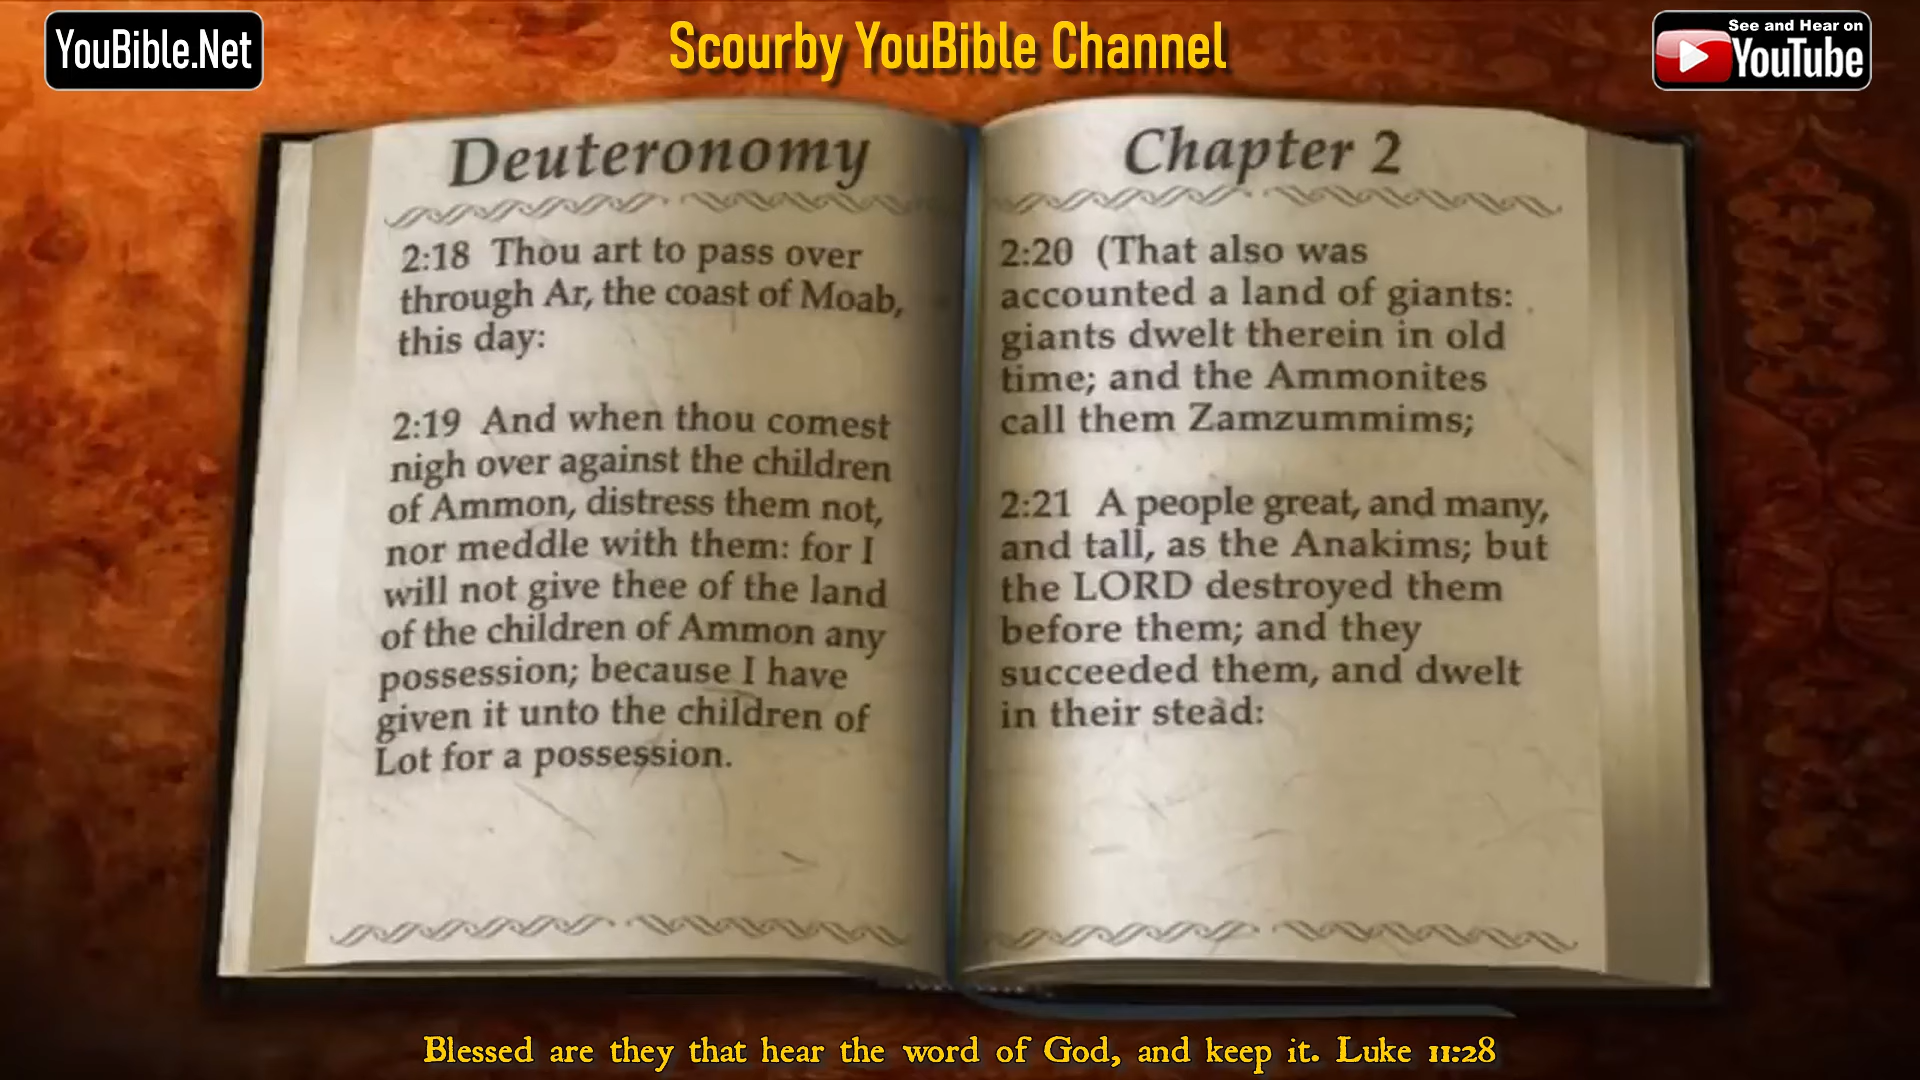 YouBible.Net
Scourby YouBible Channel
See and Hear on
YouTube
Deuteronomy
2:18 Thou art to pass over
through Ar, the coast of Moab,
this day:
2:19 And when thou comest
nigh over against the children
of Ammon, distress them not,
nor meddle with them: for I
will not give thee of the land
of the children of Ammon any
possession; because I have
given it unto the children of
Lot for a possession.
Chapter 2
2:20 (That also was
accounted a land of giants:
giants dwelt therein in old
time; and the Ammonites
call them Zamzummims;
2:21 A people great, and many,
and tall, as the Anakims; but
the LORD destroyed them
before them; and they
succeeded them, and dwelt
in their stead:
Blessed are they that hear the word of God, and keep it. Luke 11:28